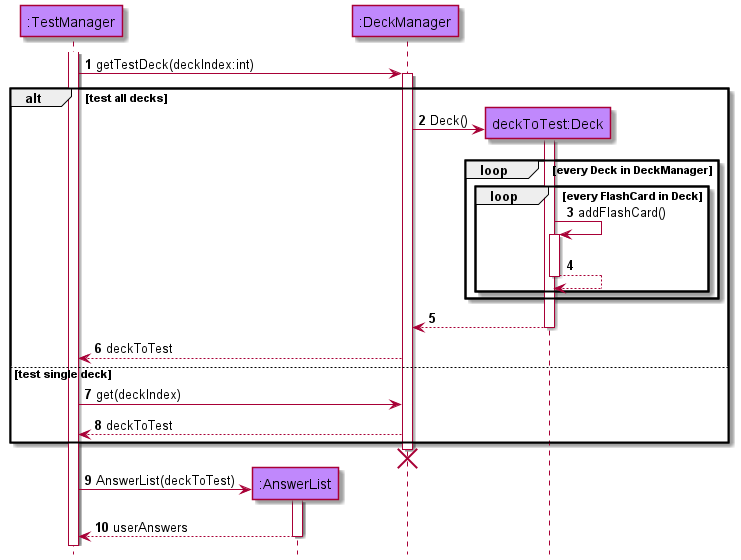 :TestManager :DeckManager
1 getTestDeck(deckIndex:int)
alt [test all decks]
2 Deck() deckToTest:Deck
loop [every Deck in DeckManager]
loop [every FlashCard in Deck]
3 addFlashCard()
4
5
6 deckToTest
[test single deck]
7 get(deckIndex)
8 deckToTest
9 AnswerList(deckToTest) :AnswerList
10 userAnswers